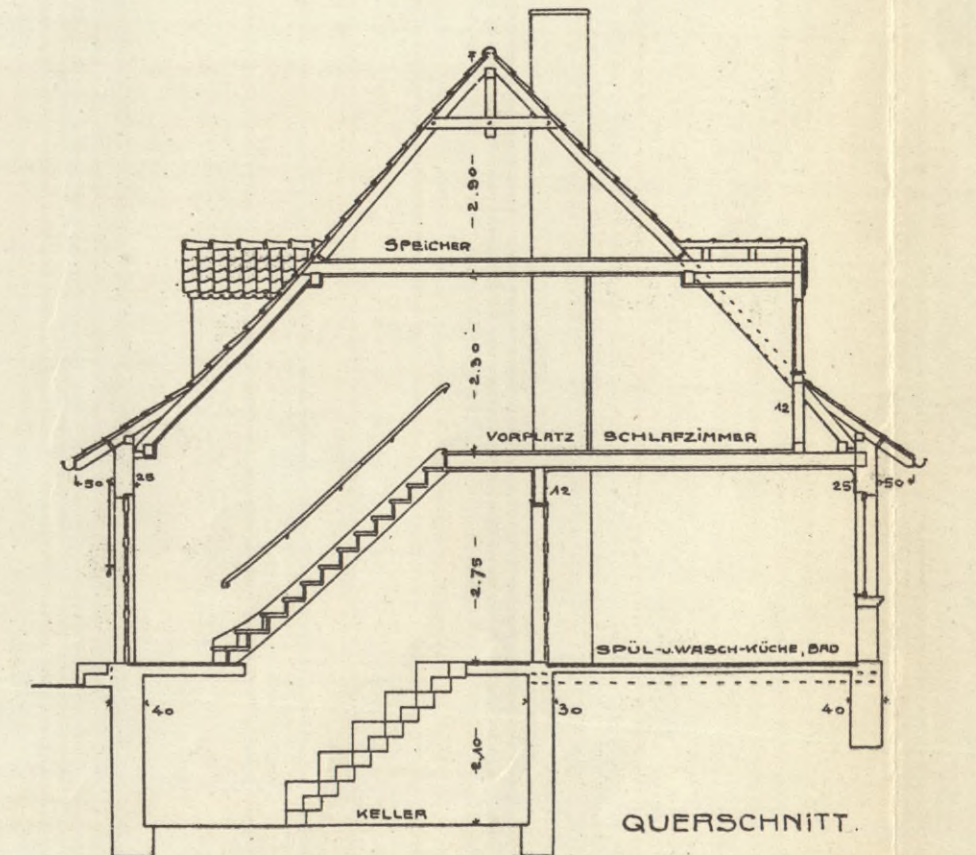 -2.90-
SPEICHER
-2.30-
12
VORPLATZ SCHLAFZIMMER
50 25
12
25 50
-2.75-
SPÜL-U.WASCH-KÜCHE, BAD
40
30
40
-2,10-
KELLER
QUERSCHNITT.